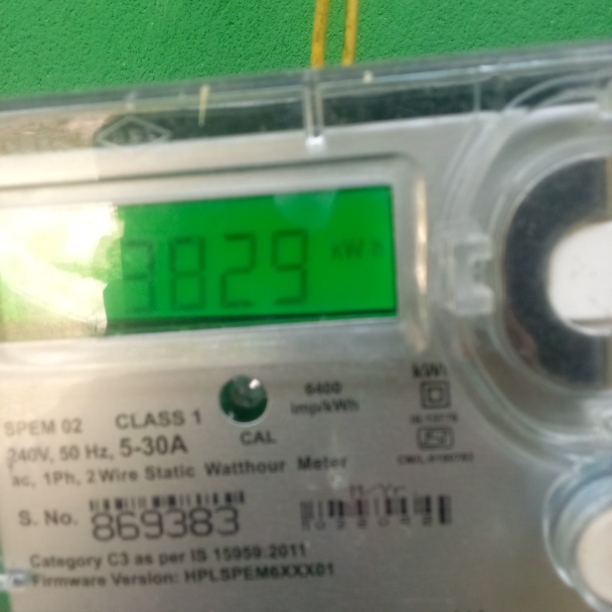 3829 kW h
6400
imp/kWh
kWh
SPEM 02 CLASS 1
CAL
240V, 50 Hz, 5-30A
ac, 1Ph, 2 Wire Static Watthour Meter
S. No. 869383
Category C3 as per IS 15959:2011
Firmware Version: HPLSPEM6XXX01